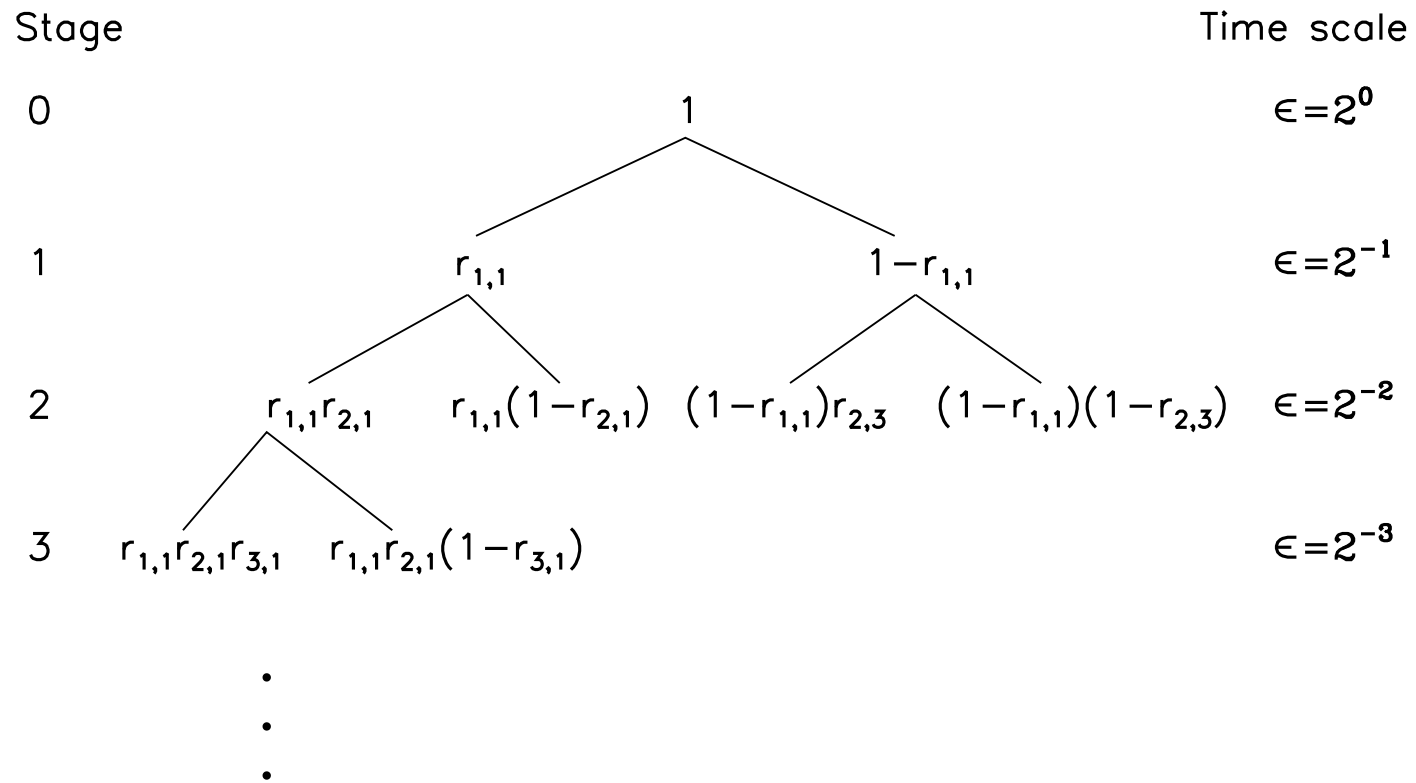 Stage Time scale
0 1 ϵ=2⁰
1 r₁,₁ 1−r₁,₁ ϵ=2⁻¹
2 r₁,₁r₂,₁ r₁,₁(1−r₂,₁) (1−r₁,₁)r₂,₃ (1−r₁,₁)(1−r₂,₃) ϵ=2⁻²
3 r₁,₁r₂,₁r₃,₁ r₁,₁r₂,₁(1−r₃,₁) ϵ=2⁻³